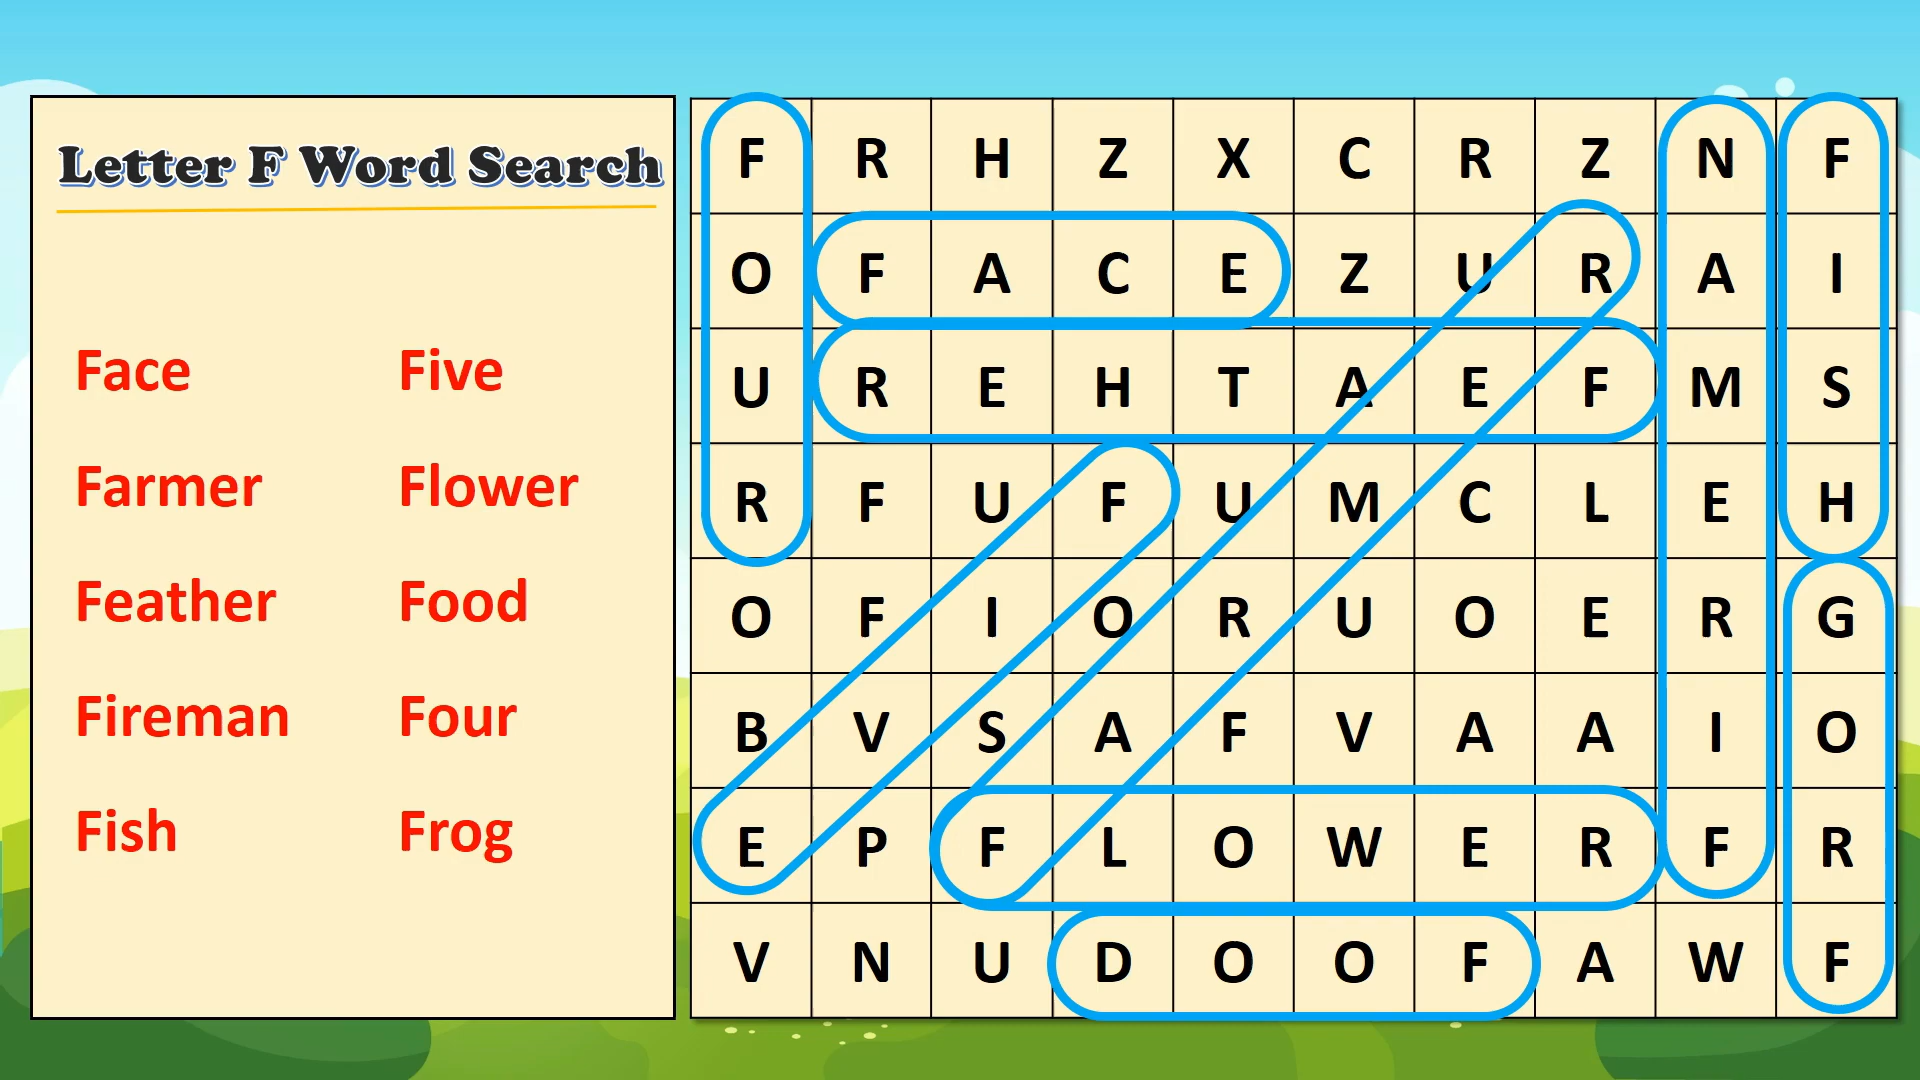 Letter F Word Search
Face Five
Farmer Flower
Feather Food
Fireman Four
Fish Frog
F R H Z X C R Z N F
O F A C E Z U R A I
U R E H T A E F M S
R F U F U M C L E H
O F I O R U O E R G
B V S A F V A A I O
E P F L O W E R F R
V N U D O O F A W F